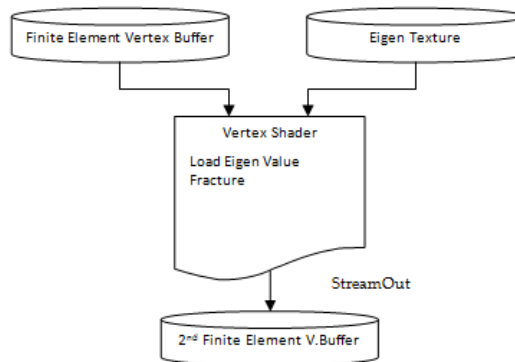 Finite Element Vertex Buffer
Eigen Texture
Vertex Shader
Load Eigen Value
Fracture
StreamOut
2nd Finite Element V.Buffer